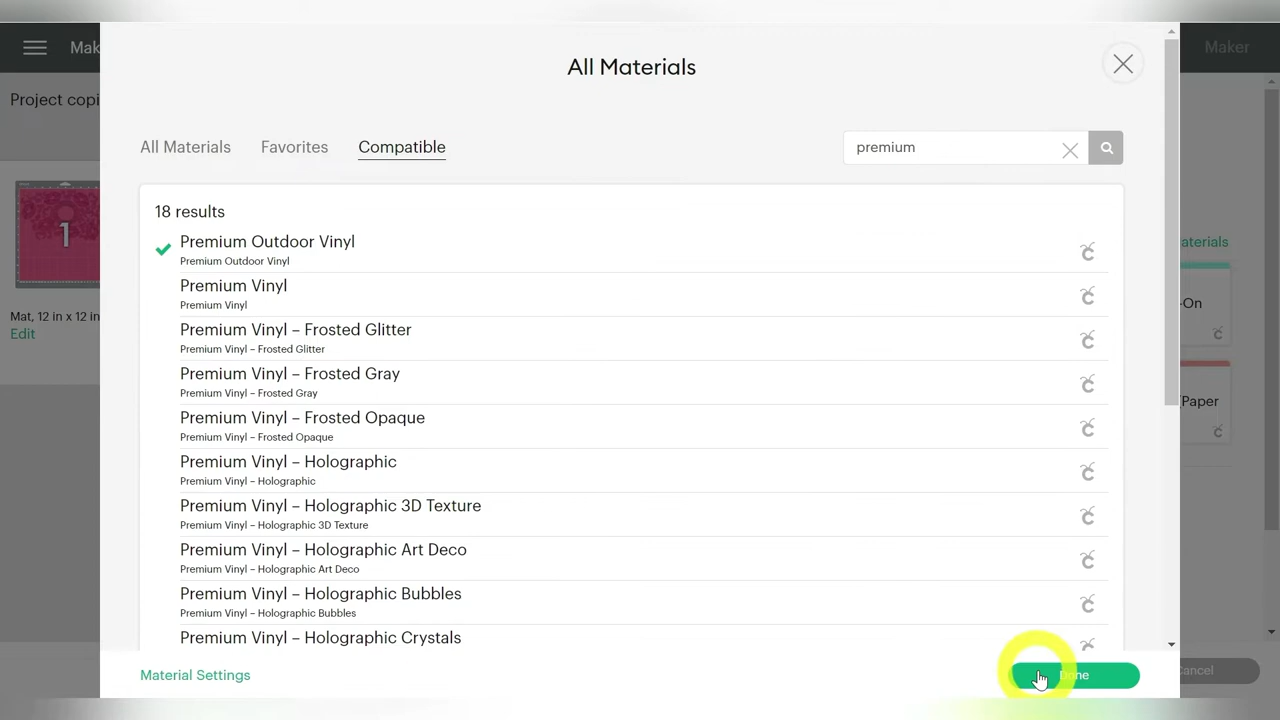 Mak
All Materials
Maker
Project copi
All Materials
Favorites
Compatible
premium
18 results
Premium Outdoor Vinyl
Premium Outdoor Vinyl
Premium Vinyl
Premium Vinyl
Premium Vinyl – Frosted Glitter
Premium Vinyl – Frosted Glitter
Premium Vinyl – Frosted Gray
Premium Vinyl – Frosted Gray
Premium Vinyl – Frosted Opaque
Premium Vinyl – Frosted Opaque
Premium Vinyl – Holographic
Premium Vinyl – Holographic
Premium Vinyl – Holographic 3D Texture
Premium Vinyl – Holographic 3D Texture
Premium Vinyl – Holographic Art Deco
Premium Vinyl – Holographic Art Deco
Premium Vinyl – Holographic Bubbles
Premium Vinyl – Holographic Bubbles
Premium Vinyl – Holographic Crystals
1
Mat, 12 in x 12 in
Edit
aterials
-On
/Paper
Material Settings
Done
Cancel